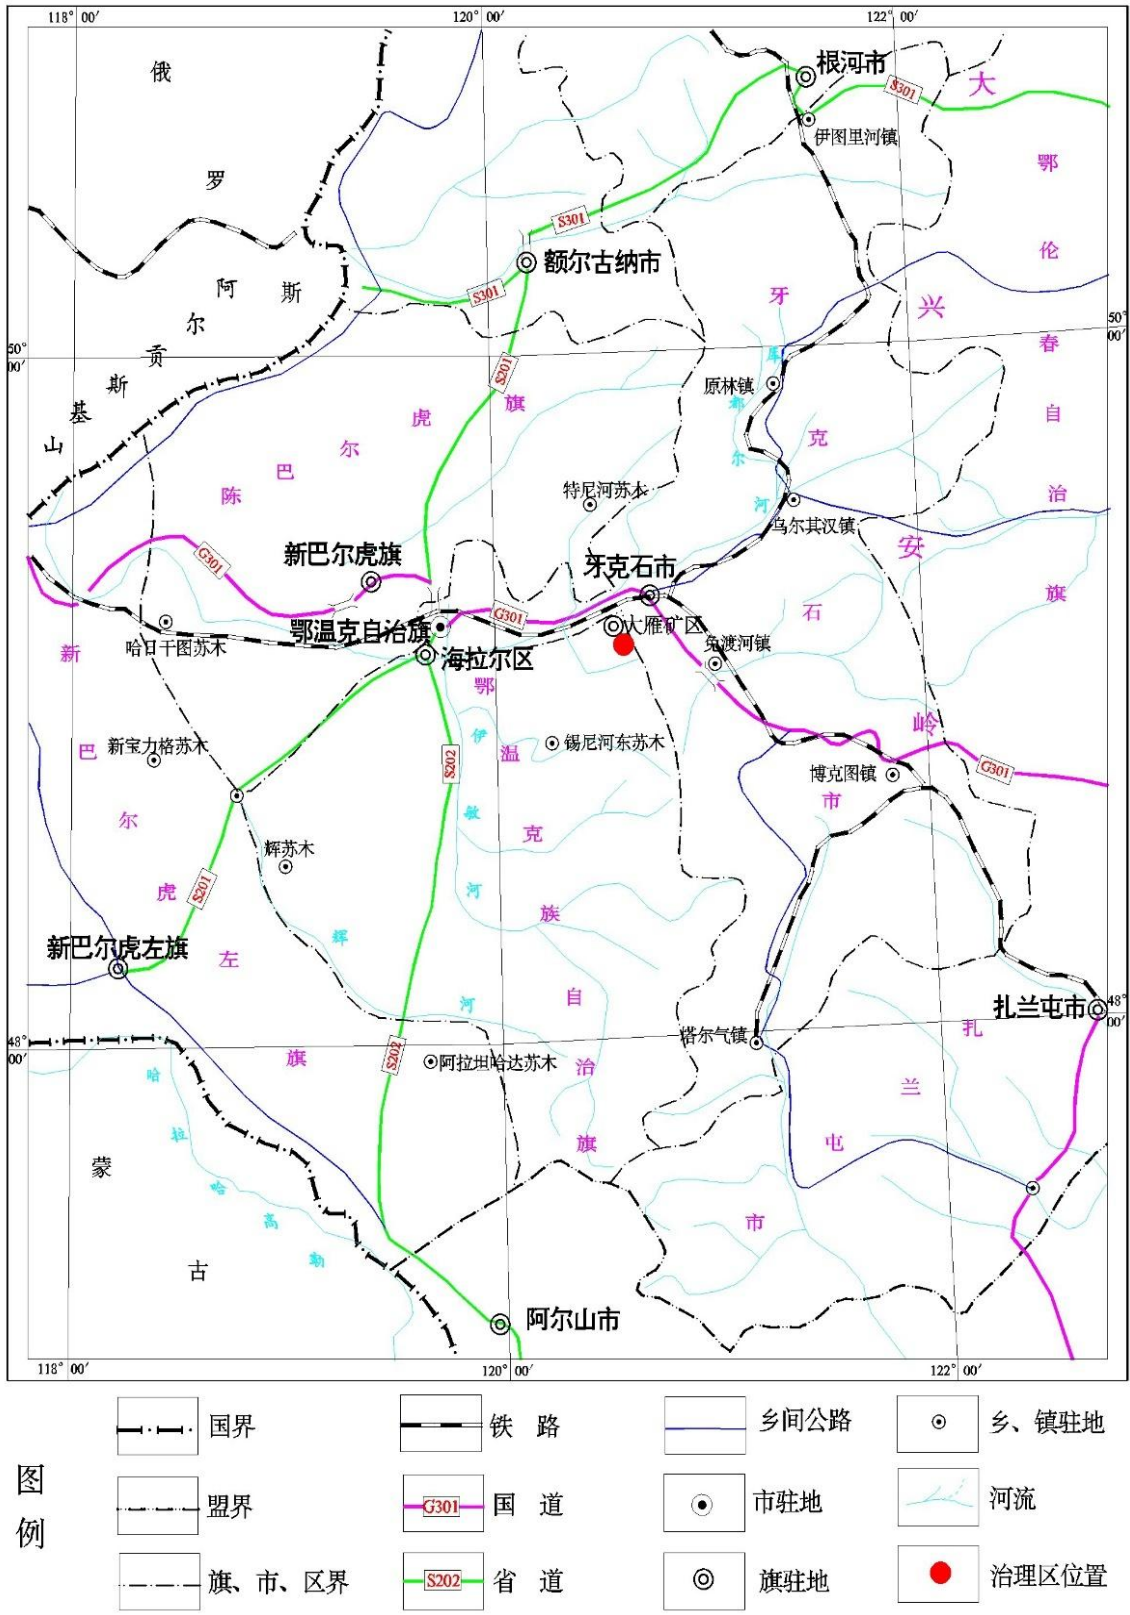 118° 00′
120° 00′
122° 00′
俄
罗
斯
阿
尔
贡
斯
基
山
根河市
大
S301
伊图里河镇
鄂
S301
伦
额尔古纳市
牙
S301
兴
50°
00′
50°
00′
春
S201
库
原林镇
虎
旗
都
自
尔
克
尔
巴
陈
治
特尼河苏木
河
乌尔其汉镇
新巴尔虎旗
G301
牙克石市
安
旗
G301
石
鄂温克自治旗
大雁矿区
哈日干图苏木
新
海拉尔区
兔渡河镇
鄂
伊
岭
新宝力格苏木
巴
锡尼河东苏木
温
S202
博克图镇
G301
敏
市
尔
克
辉苏木
虎
S201
河
族
辉
新巴尔虎左旗
左
河
自
扎兰屯市
48°
00′
扎
塔尔气镇
48°
00′
旗
S202
阿拉坦哈达苏木
治
哈
兰
拉
旗
屯
蒙
哈
高
市
勒
古
阿尔山市
118° 00′
120° 00′
122° 00′
图
例
国界
铁 路
乡间公路
乡、镇驻地
盟界
G301
国 道
市驻地
河流
旗、市、区界
S202
省 道
旗驻地
治理区位置